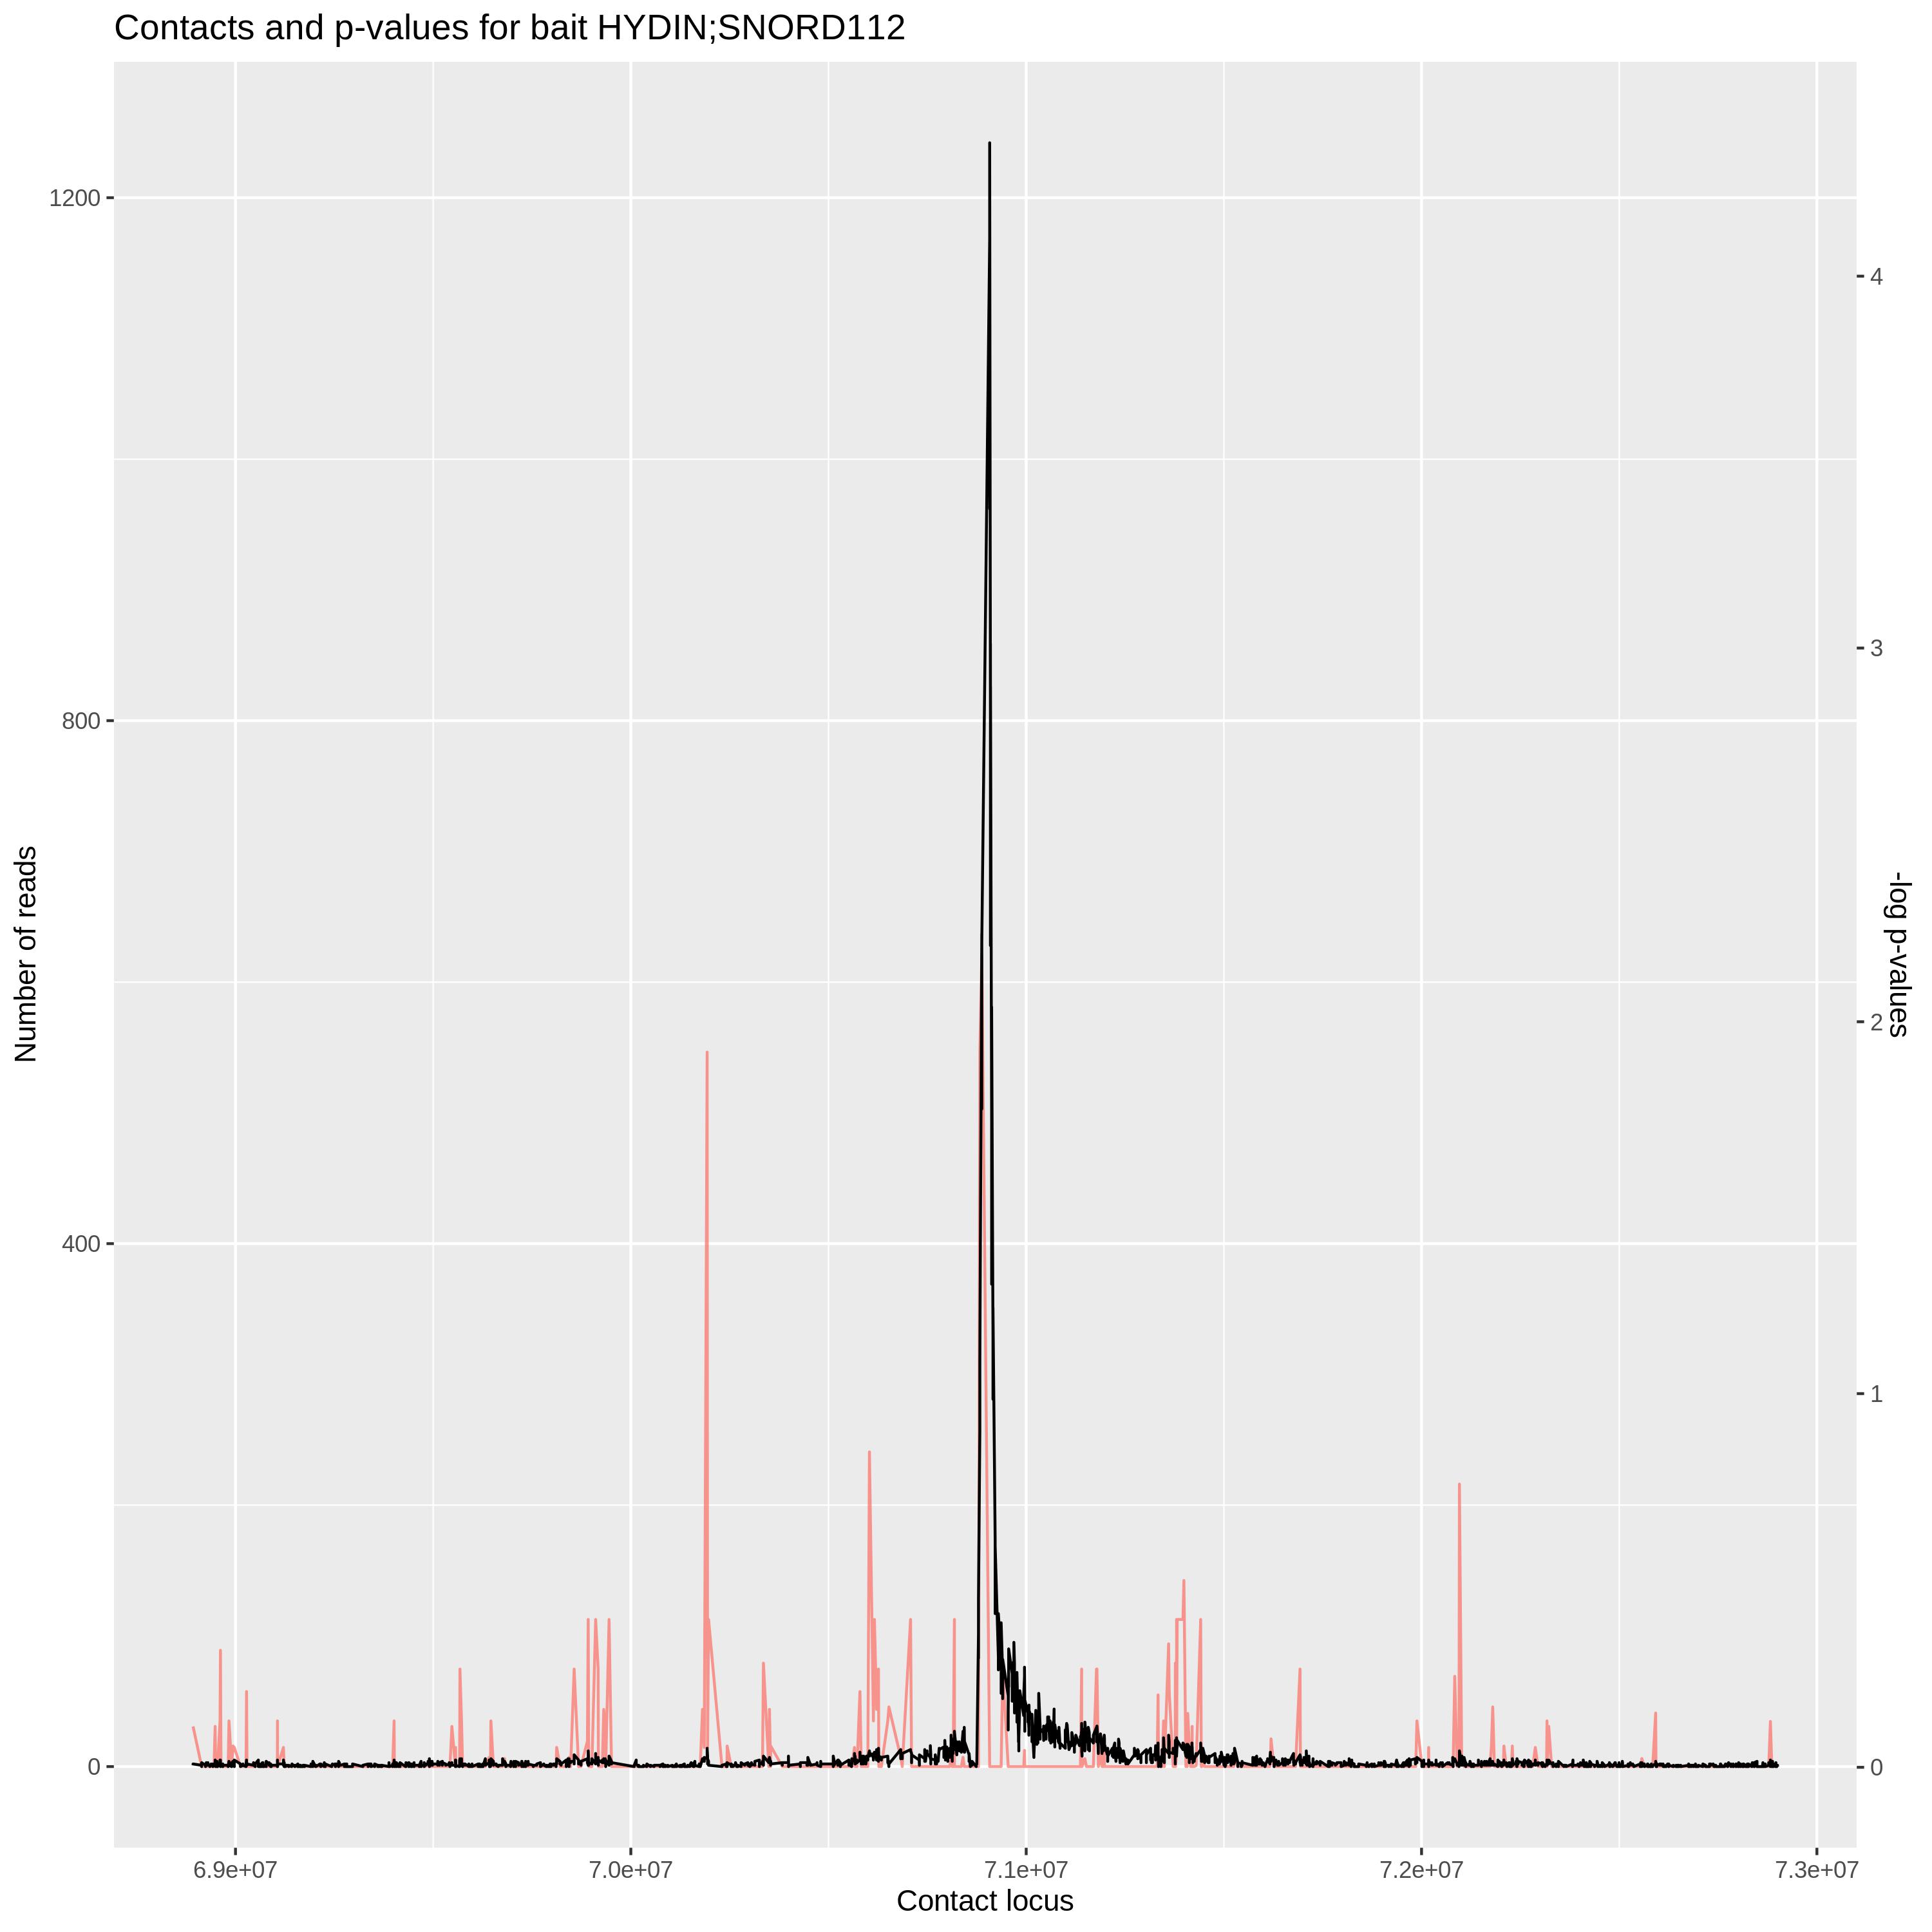 Contacts and p-values for bait HYDIN;SNORD112
1200
800
400
0
Number of reads
4
3
2
1
0
-log p-values
6.9e+07
7.0e+07
7.1e+07
7.2e+07
7.3e+07
Contact locus